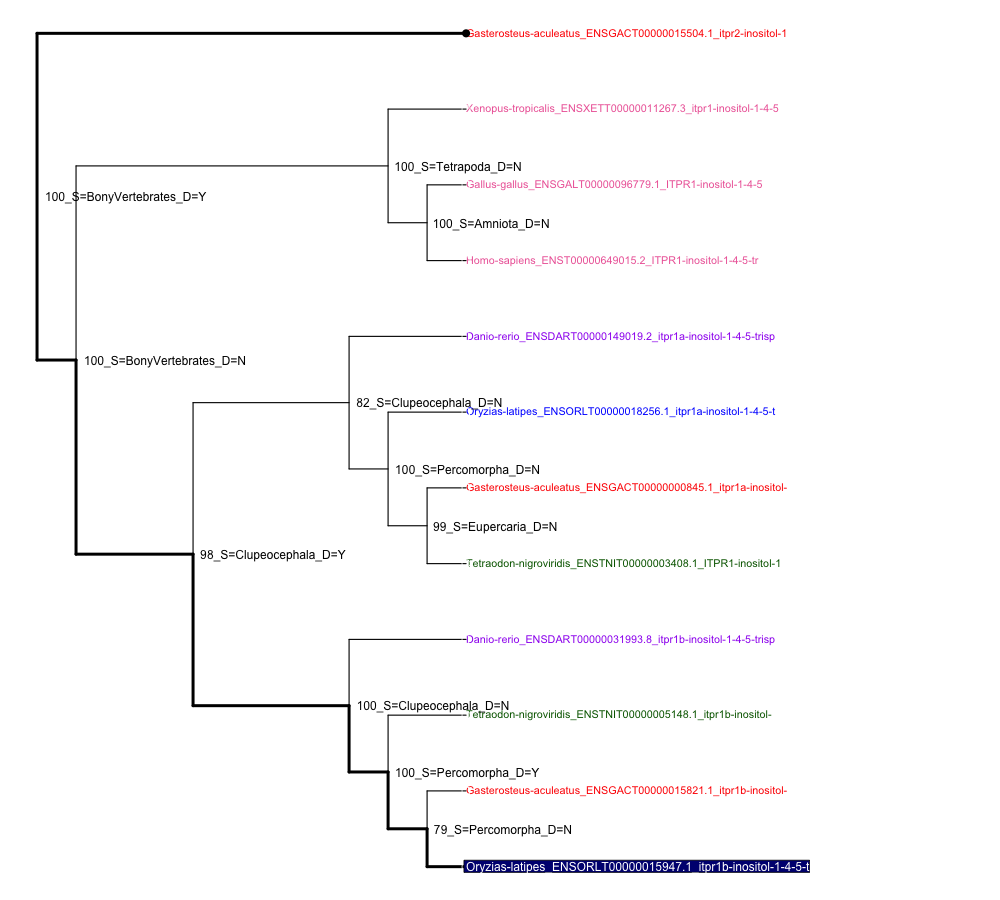 Gasterosteus-aculeatus_ENSGACT00000015504.1_itpr2-inositol-1
Xenopus-tropicalis_ENSXETT00000011267.3_itpr1-inositol-1-4-5
100_S=Tetrapoda_D=N
Gallus-gallus_ENSGALT00000096779.1_ITPR1-inositol-1-4-5
100_S=BonyVertebrates_D=Y
100_S=Amniota_D=N
Homo-sapiens_ENST00000649015.2_ITPR1-inositol-1-4-5-tr
Danio-rerio_ENSDART00000149019.2_itpr1a-inositol-1-4-5-trisp
100_S=BonyVertebrates_D=N
82_S=Clupeocephala_D=N
Oryzias-latipes_ENSORLT00000018256.1_itpr1a-inositol-1-4-5-t
100_S=Percomorpha_D=N
Gasterosteus-aculeatus_ENSGACT00000000845.1_itpr1a-inositol-
99_S=Eupercaria_D=N
98_S=Clupeocephala_D=Y
Tetraodon-nigroviridis_ENSTNIT00000003408.1_ITPR1-inositol-1
Danio-rerio_ENSDART00000031993.8_itpr1b-inositol-1-4-5-trisp
100_S=Clupeocephala_D=N
Tetraodon-nigroviridis_ENSTNIT00000005148.1_itpr1b-inositol-
100_S=Percomorpha_D=Y
Gasterosteus-aculeatus_ENSGACT00000015821.1_itpr1b-inositol-
79_S=Percomorpha_D=N
Oryzias-latipes_ENSORLT00000015947.1_itpr1b-inositol-1-4-5-t